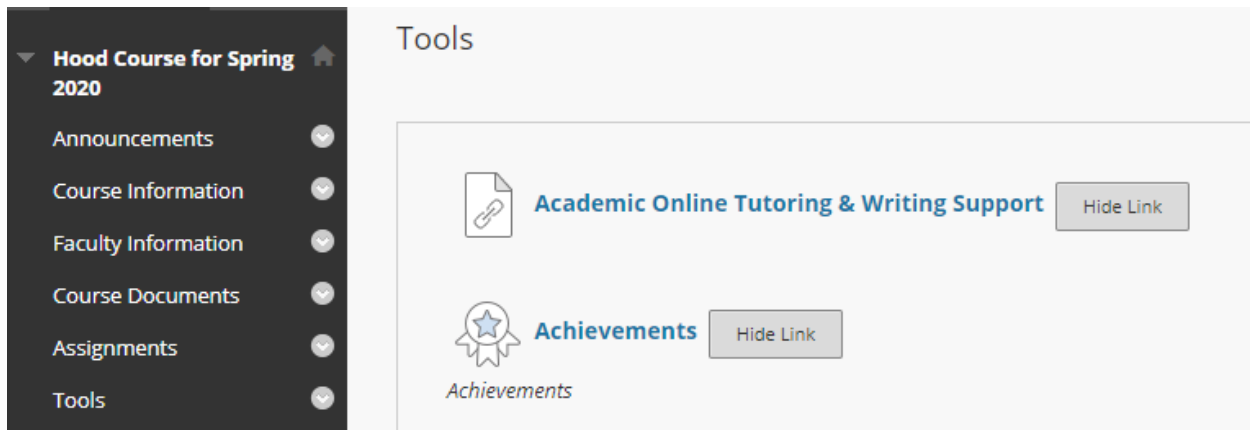 Hood Course for Spring
2020
Announcements
Course Information
Faculty Information
Course Documents
Assignments
Tools
Tools
Academic Online Tutoring & Writing Support
Hide Link
Achievements
Hide Link
Achievements